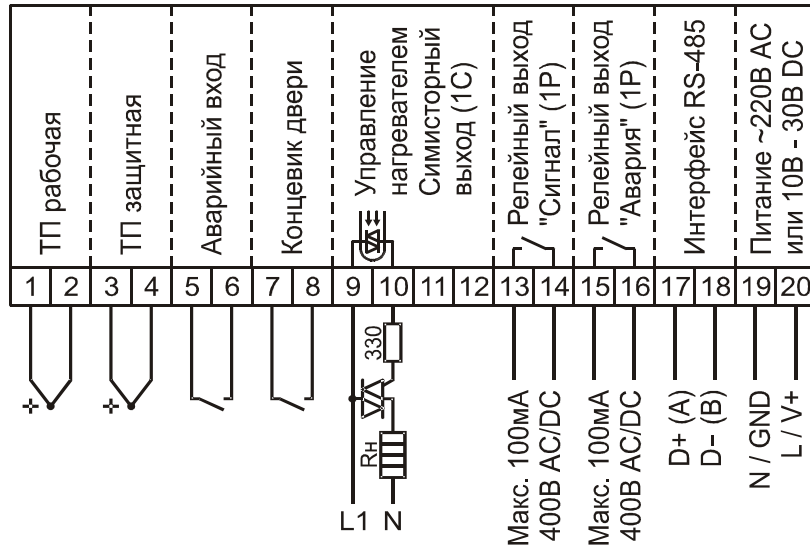 ТП рабочая
ТП защитная
Аварийный вход
Концевик двери
Управление
нагревателем
Симисторный
выход (1С)
Релейный выход
"Сигнал" (1Р)
Релейный выход
"Авария" (1Р)
Интерфейс RS-485
Питание ~220В AC
или 10В - 30В DC
1 2 3 4 5 6 7 8 9 10 11 12 13 14 15 16 17 18 19 20
330
Rн
L1 N
Макс. 100мА
400В AC/DC
Макс. 100мА
400В AC/DC
D+ (A)
D- (B)
N / GND
L / V+